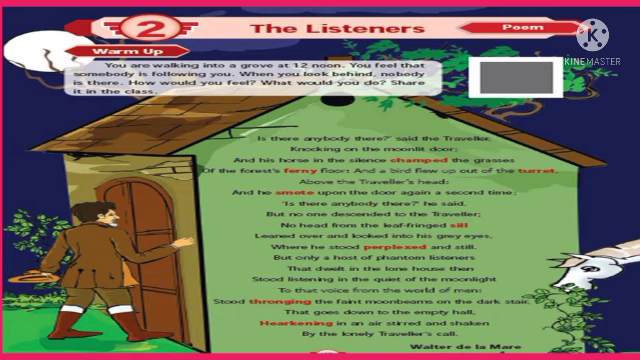 2
The Listeners
Poem
KINEMASTER
Warm Up
You are walking into a grove at 12 noon. You feel that
somebody is following you. When you look behind, nobody
is there. How would you feel? What would you do? Share
it in the class.
'Is there anybody there?' said the Traveller,
Knocking on the moonlit door;
And his horse in the silence champed the grasses
Of the forest's ferny floor: And a bird flew up out of the turret,
Above the Traveller's head:
And he smote upon the door again a second time;
'Is there anybody there?' he said.
But no one descended to the Traveller;
No head from the leaf-fringed sill
Leaned over and looked into his grey eyes,
Where he stood perplexed and still.
But only a host of phantom listeners
That dwelt in the lone house then
Stood listening in the quiet of the moonlight
To that voice from the world of men:
Stood thronging the faint moonbeams on the dark stair,
That goes down to the empty hall,
Hearkening in an air stirred and shaken
By the lonely Traveller's call.
Walter de la Mare